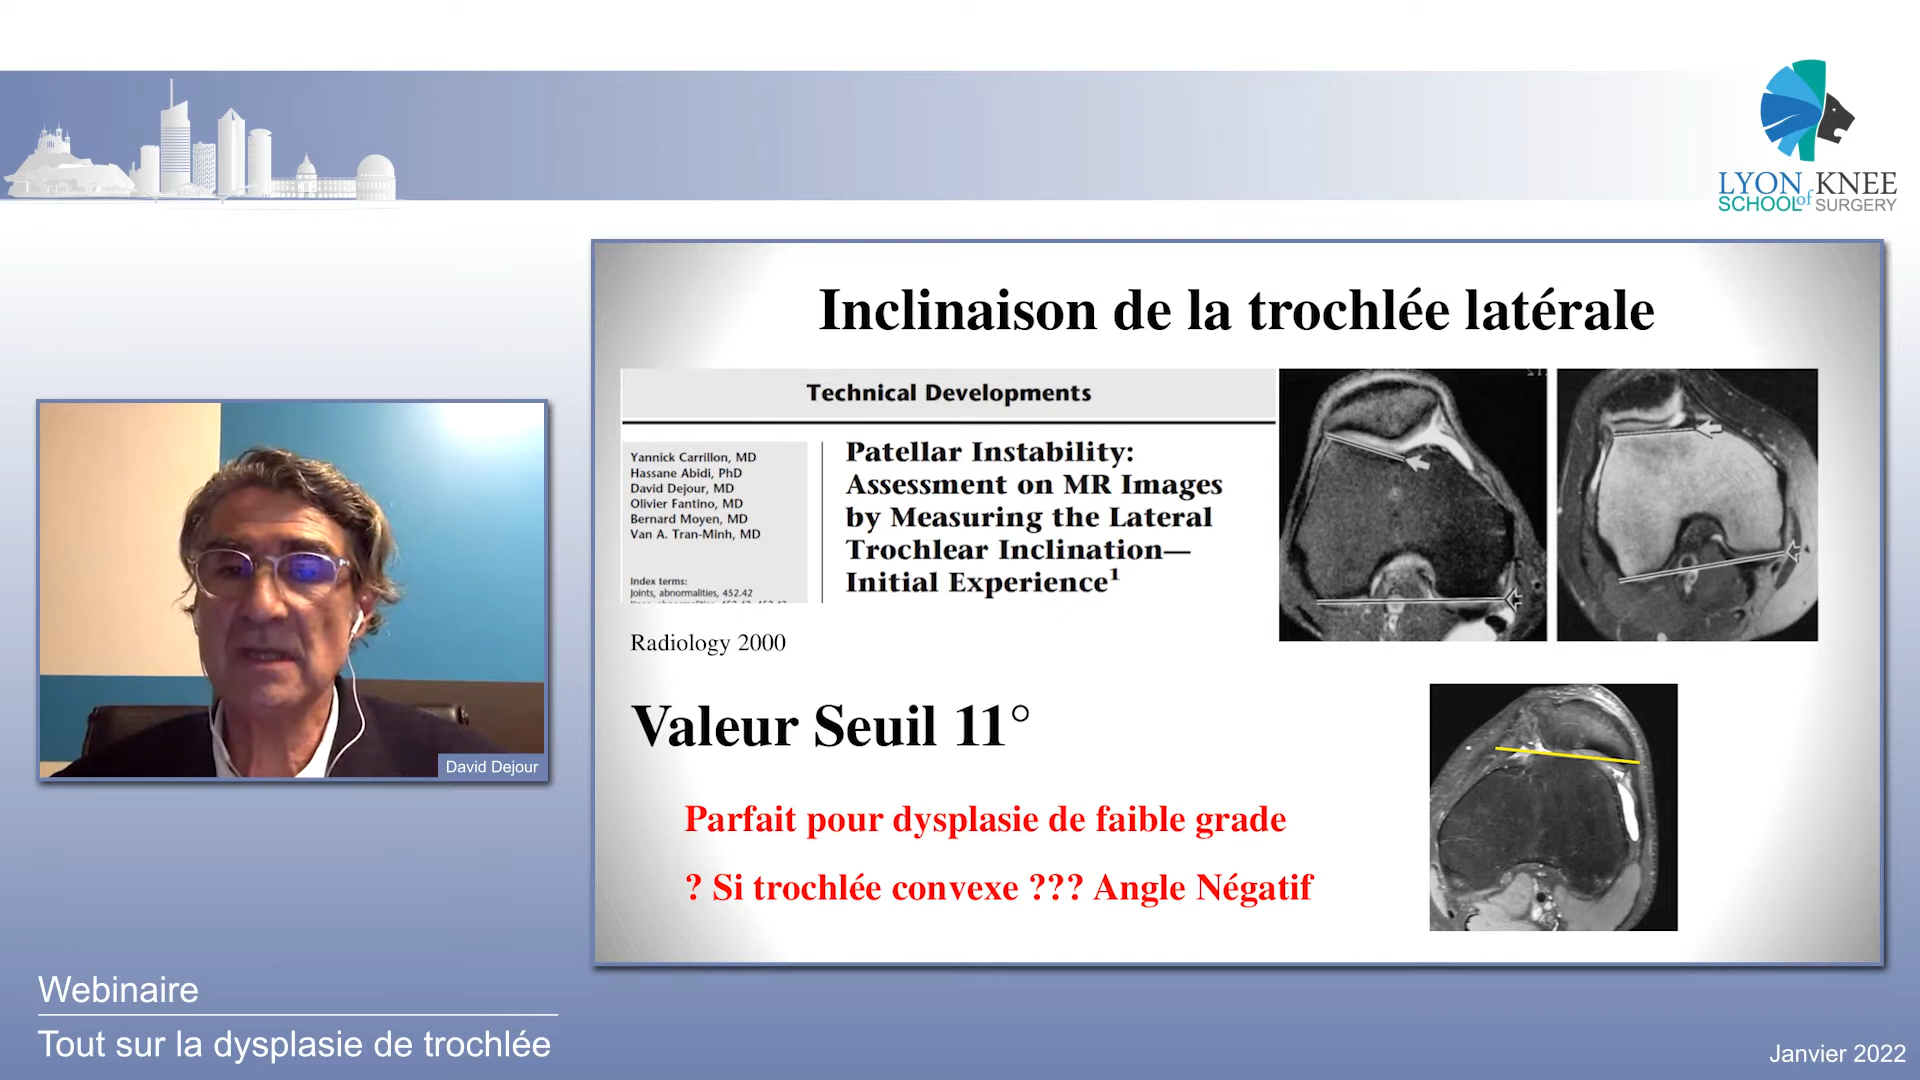 LYON KNEE
SCHOOL of SURGERY
Inclinaison de la trochlée latérale
Technical Developments
Yannick Carrillon, MD
Hassane Abidi, PhD
David Dejour, MD
Olivier Fantino, MD
Bernard Moyen, MD
Van A. Tran-Minh, MD
Index terms:
Joints, abnormalities, 452.42
Patellar Instability:
Assessment on MR Images
by Measuring the Lateral
Trochlear Inclination—
Initial Experience¹
Radiology 2000
Valeur Seuil 11°
Parfait pour dysplasie de faible grade
? Si trochlée convexe ??? Angle Négatif
David Dejour
Webinaire
Tout sur la dysplasie de trochlée
Janvier 2022